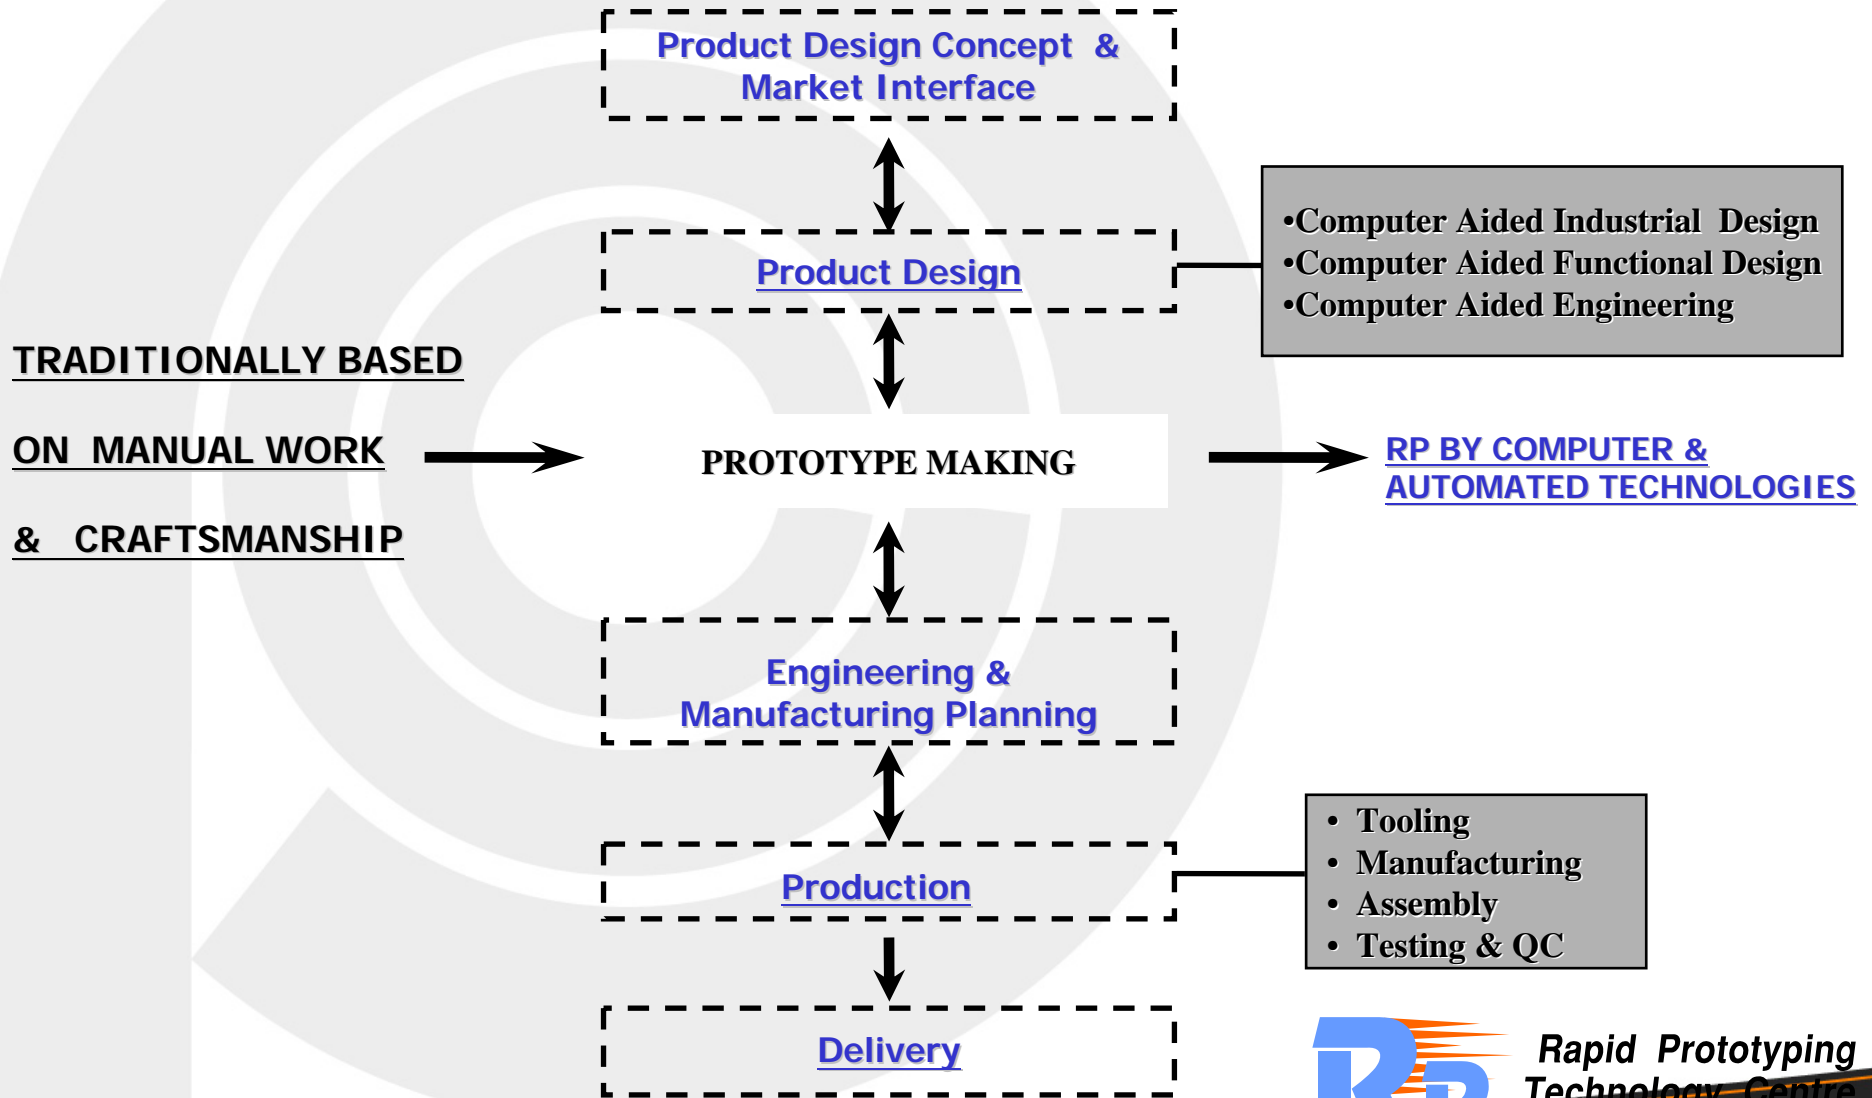 Product Design Concept &
Market Interface
Product Design
•Computer Aided Industrial Design
•Computer Aided Functional Design
•Computer Aided Engineering
TRADITIONALLY BASED
ON MANUAL WORK
& CRAFTSMANSHIP
PROTOTYPE MAKING
RP BY COMPUTER &
AUTOMATED TECHNOLOGIES
Engineering &
Manufacturing Planning
Production
• Tooling
• Manufacturing
• Assembly
• Testing & QC
Delivery
Rapid Prototyping
Technology Centre